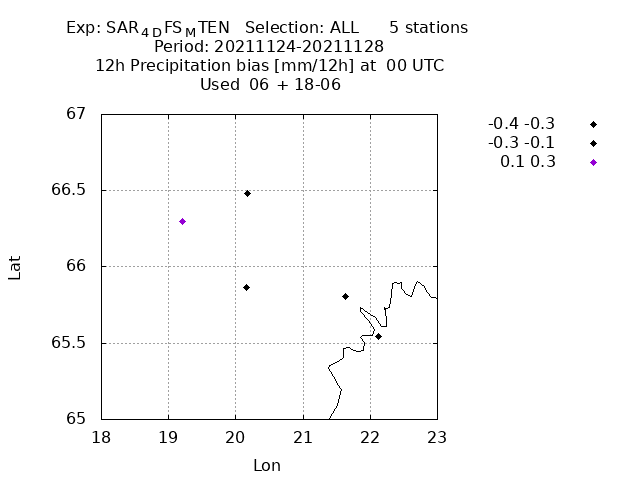 Exp: SAR4DFSMTEN   Selection: ALL      5 stations
Period: 20211124-20211128
12h Precipitation bias [mm/12h] at  00 UTC
Used  06 + 18-06
-0.4 -0.3
-0.3 -0.1
0.1 0.3
67
66.5
66
65.5
65
Lat
18 19 20 21 22 23
Lon